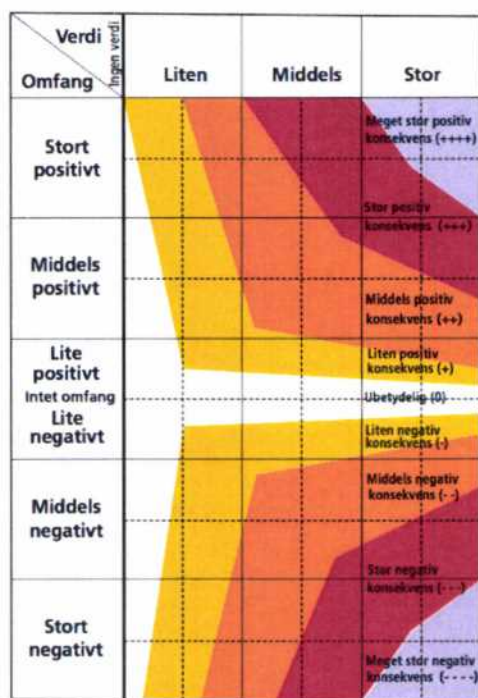 Verdi
Ingen verdi
Omfang
Liten
Middels
Stor
Stort
positivt
Middels
positivt
Lite
positivt
Intet omfang
Lite
negativt
Middels
negativt
Stort
negativt
Meget stor positiv
konsekvens (++++)
Stor positiv
konsekvens (+++)
Middels positiv
konsekvens (++)
Liten positiv
konsekvens (+)
Ubetydelig (0)
Liten negativ
konsekvens (-)
Middels negativ
konsekvens (- -)
Stor negativ
konsekvens (- - -)
Meget stor negativ
konsekvens (- - - -)